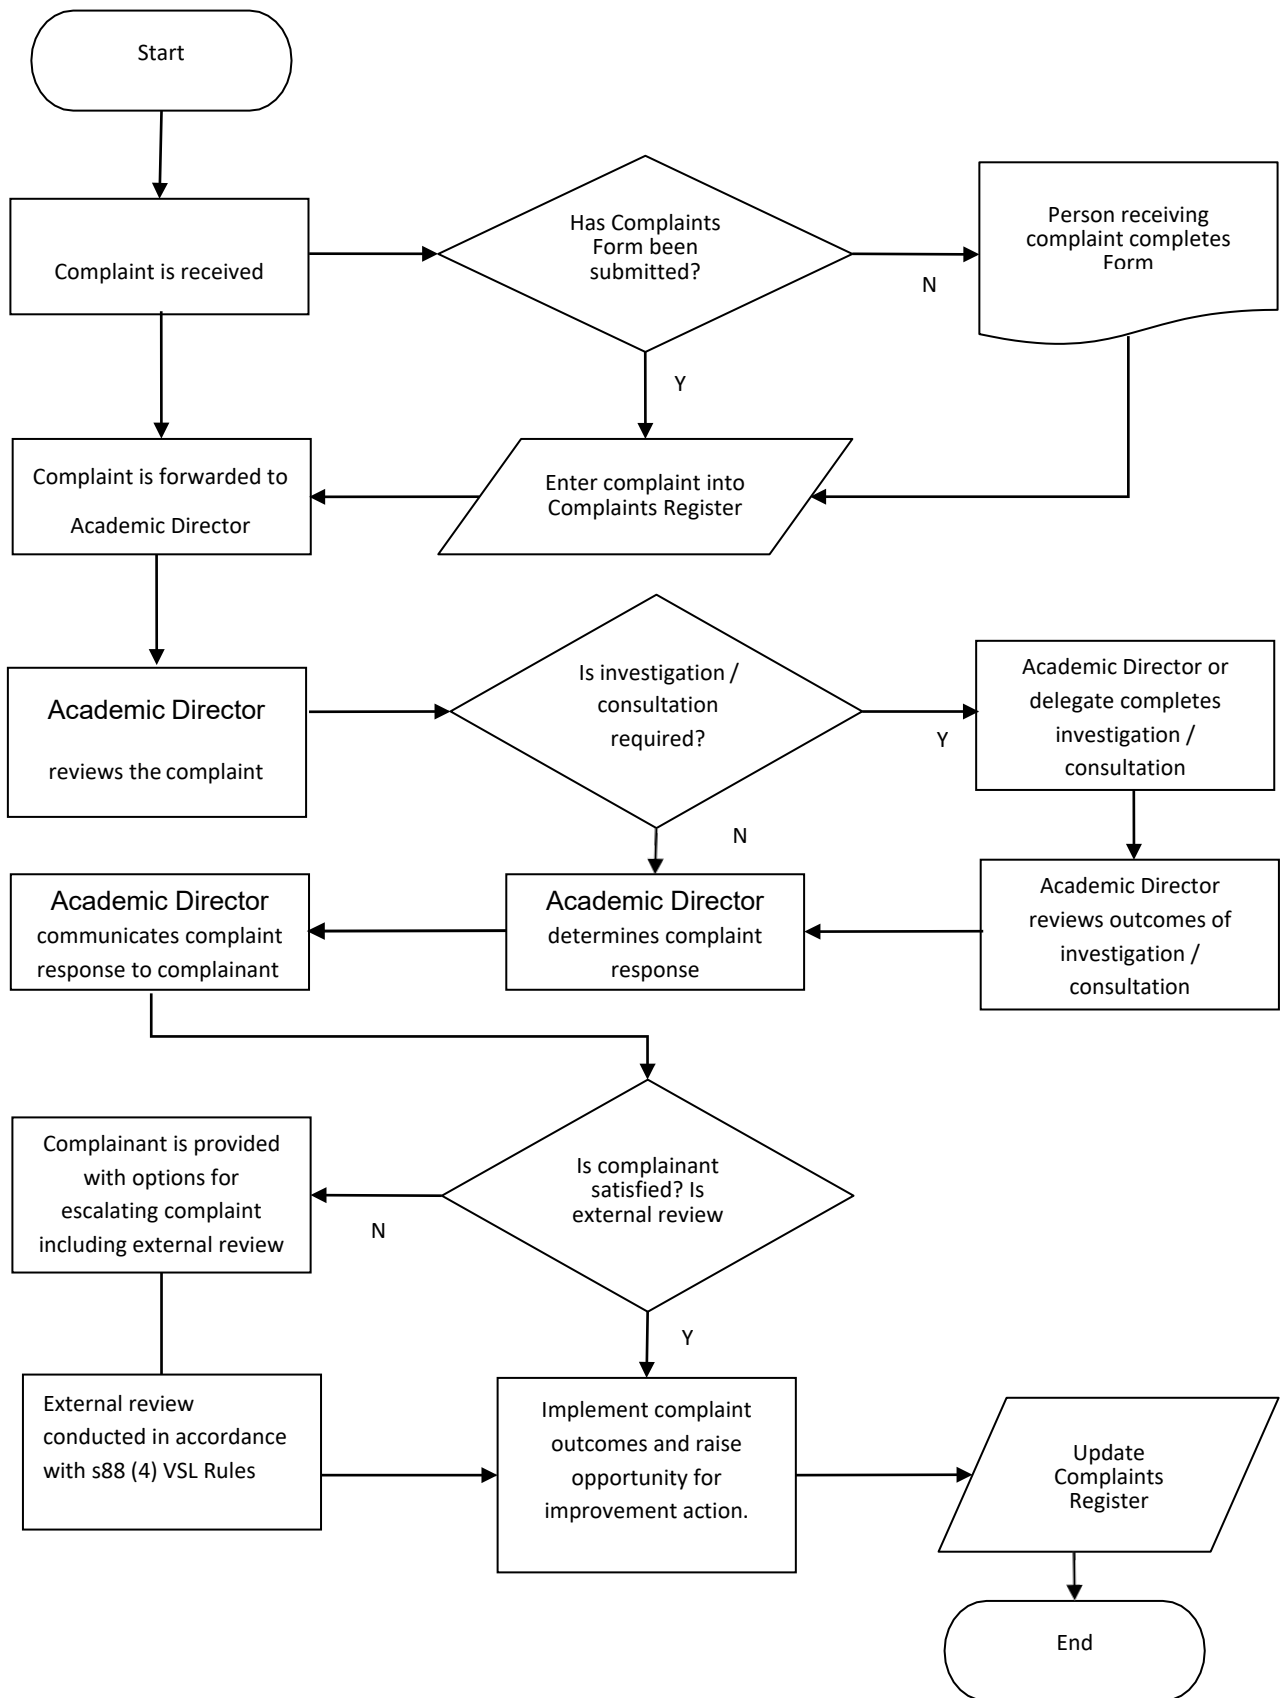 Start
Complaint is received
Has Complaints
Form been
submitted?
N
Person receiving
complaint completes
Form
Y
Complaint is forwarded to
Academic Director
Enter complaint into
Complaints Register
Academic Director
reviews the complaint
Is investigation /
consultation
required?
Y
Academic Director or
delegate completes
investigation /
consultation
N
Academic Director
communicates complaint
response to complainant
Academic Director
determines complaint
response
Academic Director
reviews outcomes of
investigation /
consultation
Complainant is provided
with options for
escalating complaint
including external review
N
Is complainant
satisfied? Is
external review
Y
External review
conducted in accordance
with s88 (4) VSL Rules
Implement complaint
outcomes and raise
opportunity for
improvement action.
Update
Complaints
Register
End